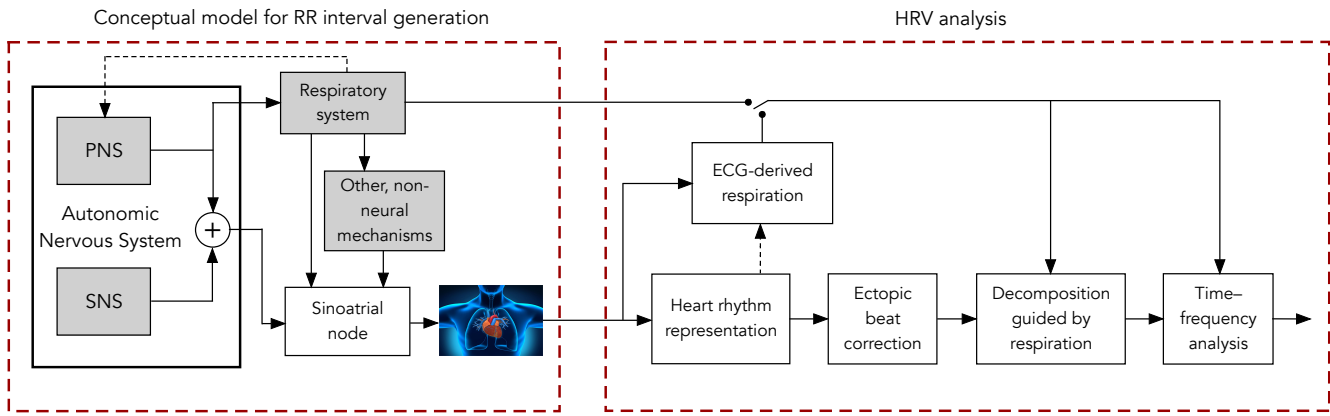 Conceptual model for RR interval generation
HRV analysis
Respiratory
system
PNS
ECG-derived
respiration
Other, non-
neural
mechanisms
Autonomic
Nervous System
+
SNS
Sinoatrial
node
Heart rhythm
representation
Ectopic
beat
correction
Decomposition
guided by
respiration
Time–
frequency
analysis